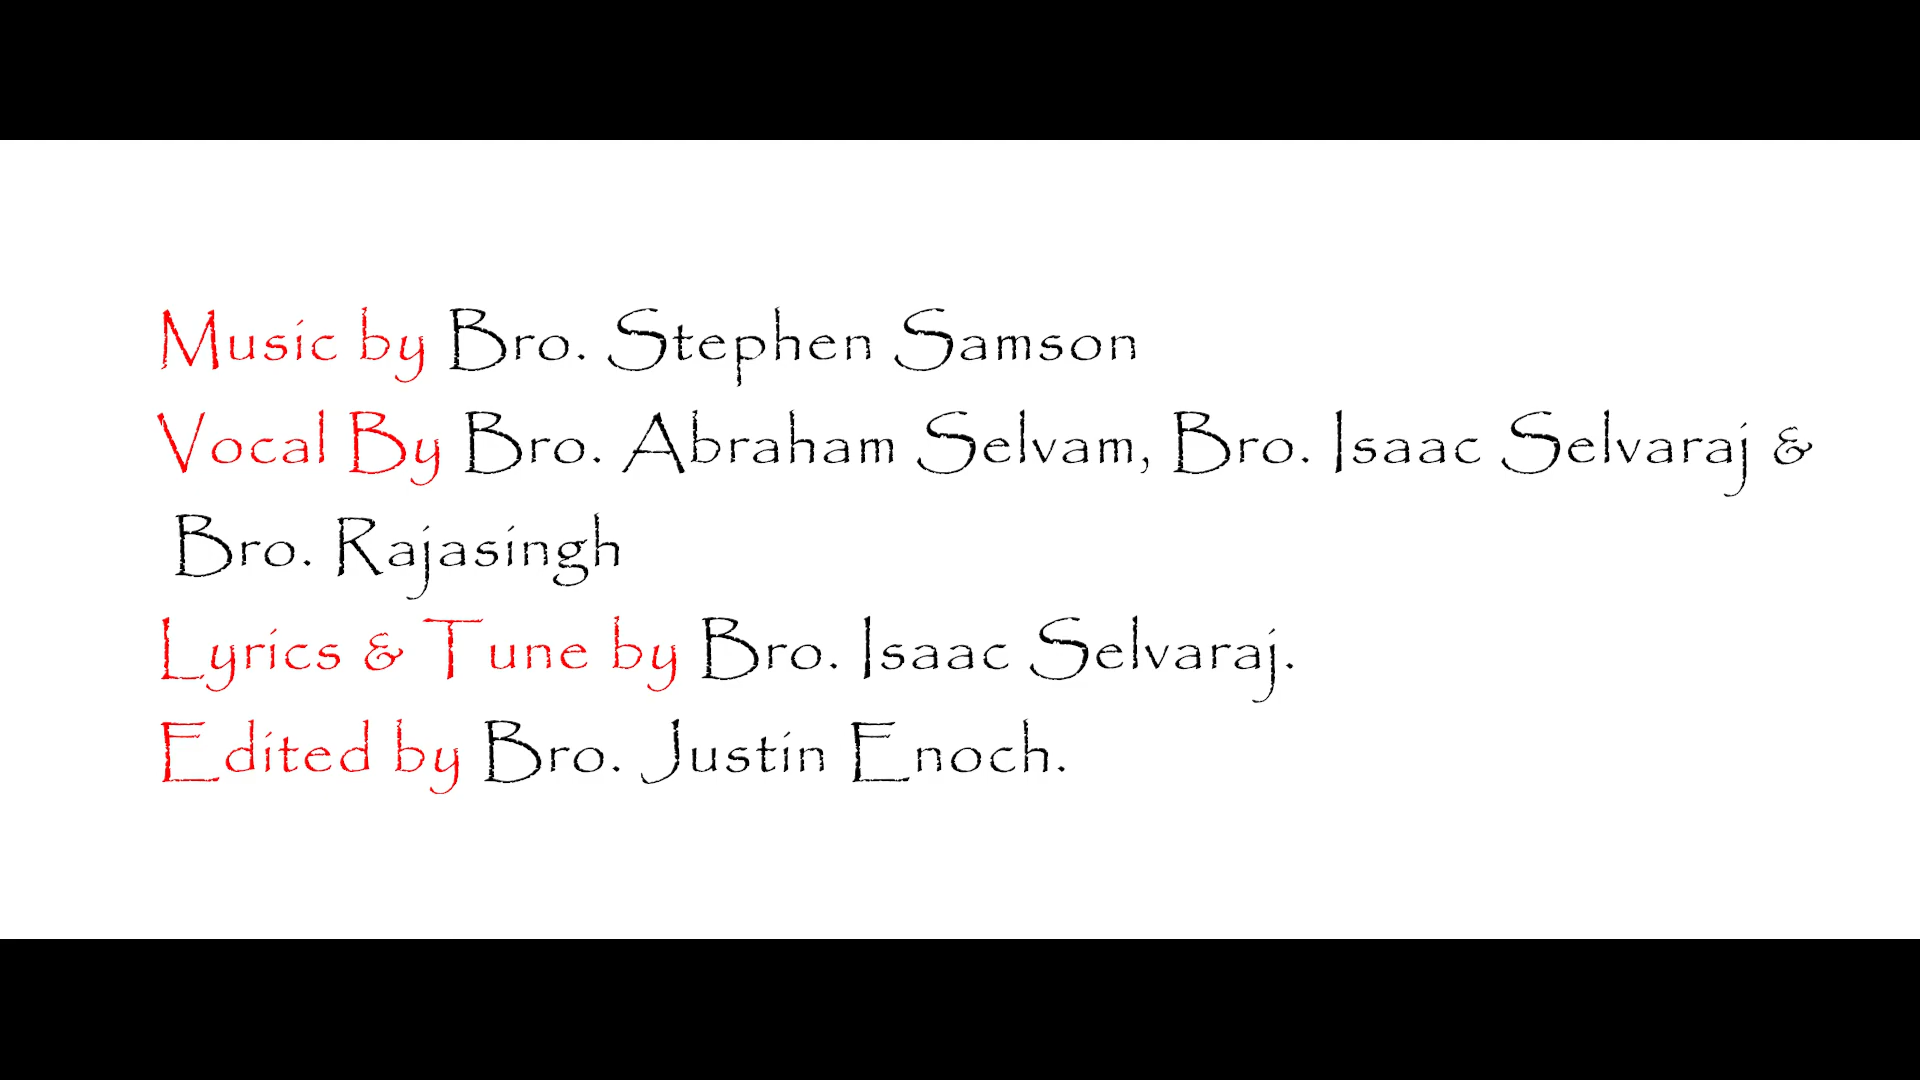 Music by Bro. Stephen Samson
Vocal By Bro. Abraham Selvam, Bro. Isaac Selvaraj &
Bro. Rajasingh
Lyrics & Tune by Bro. Isaac Selvaraj.
Edited by Bro. Justin Enoch.